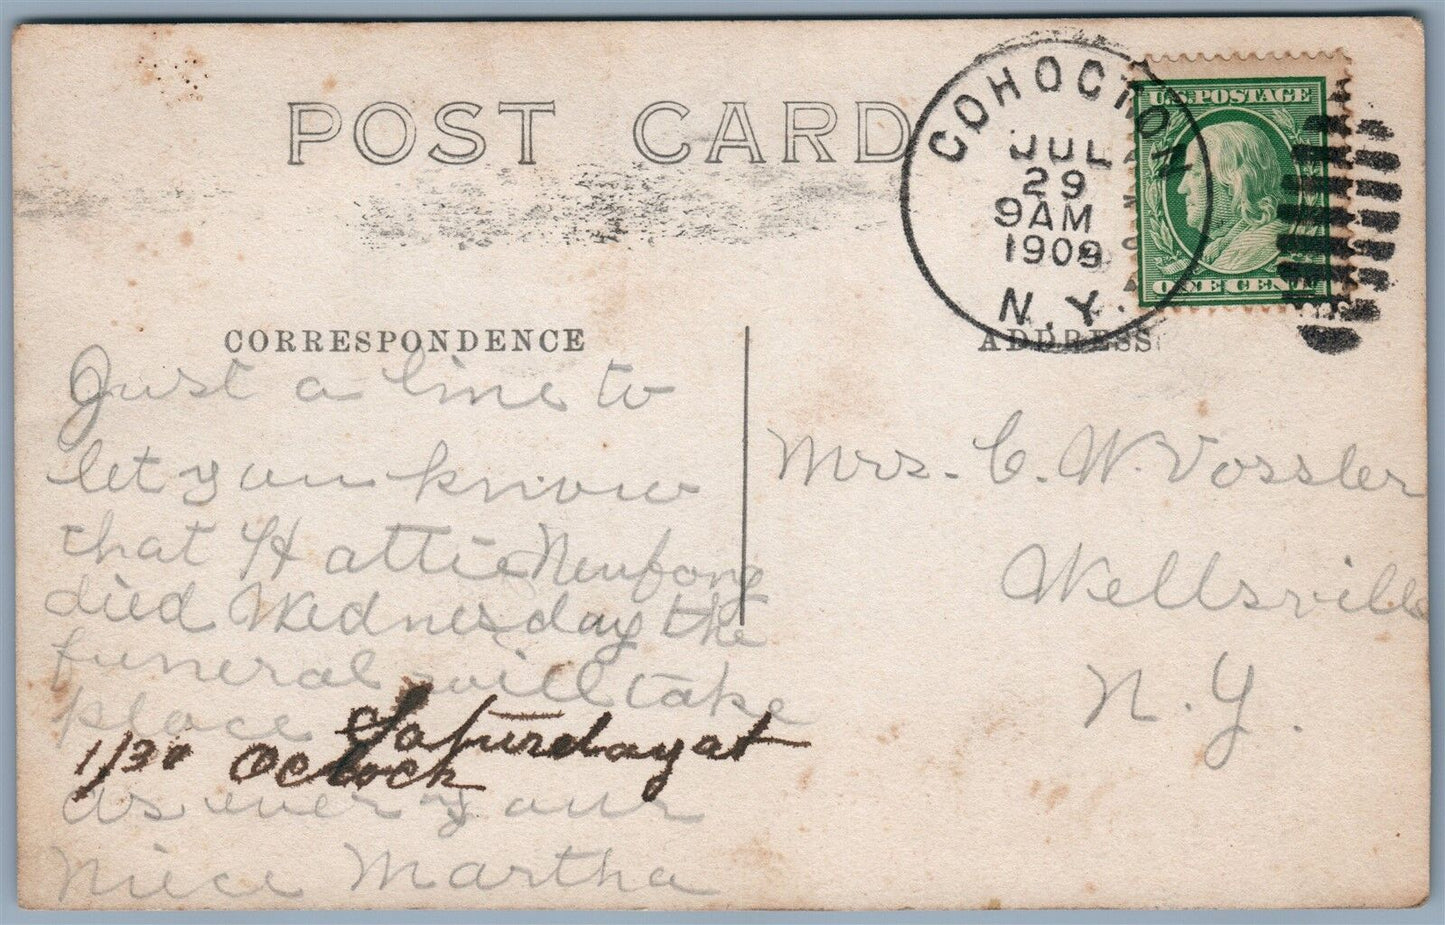 POST CARD
COHOCTON
JUL
29
9AM
1909
N.Y.
U.S. POSTAGE
ONE CENT
CORRESPONDENCE
ADDRESS
Just a line to
let you know
that Hattie
died Wednesday the
funeral will take
place Saturday at
1/30 Oclock
as ever your
niece Martha
Mrs. C. W. Vossler
Wellsville
N. Y.